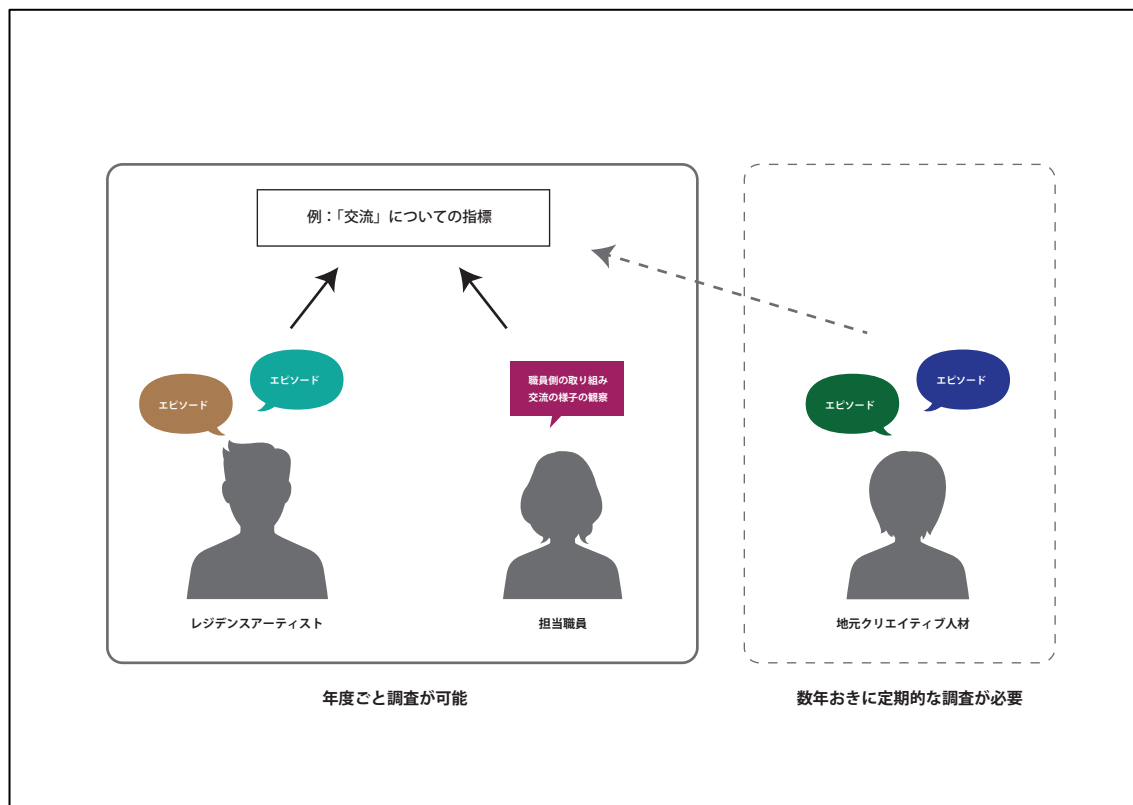 例：「交流」についての指標
エピソード
エピソード
職員側の取り組み
交流の様子の観察
エピソード
エピソード
レジデンスアーティスト
担当職員
地元クリエイティブ人材
年度ごと調査が可能
数年おきに定期的な調査が必要